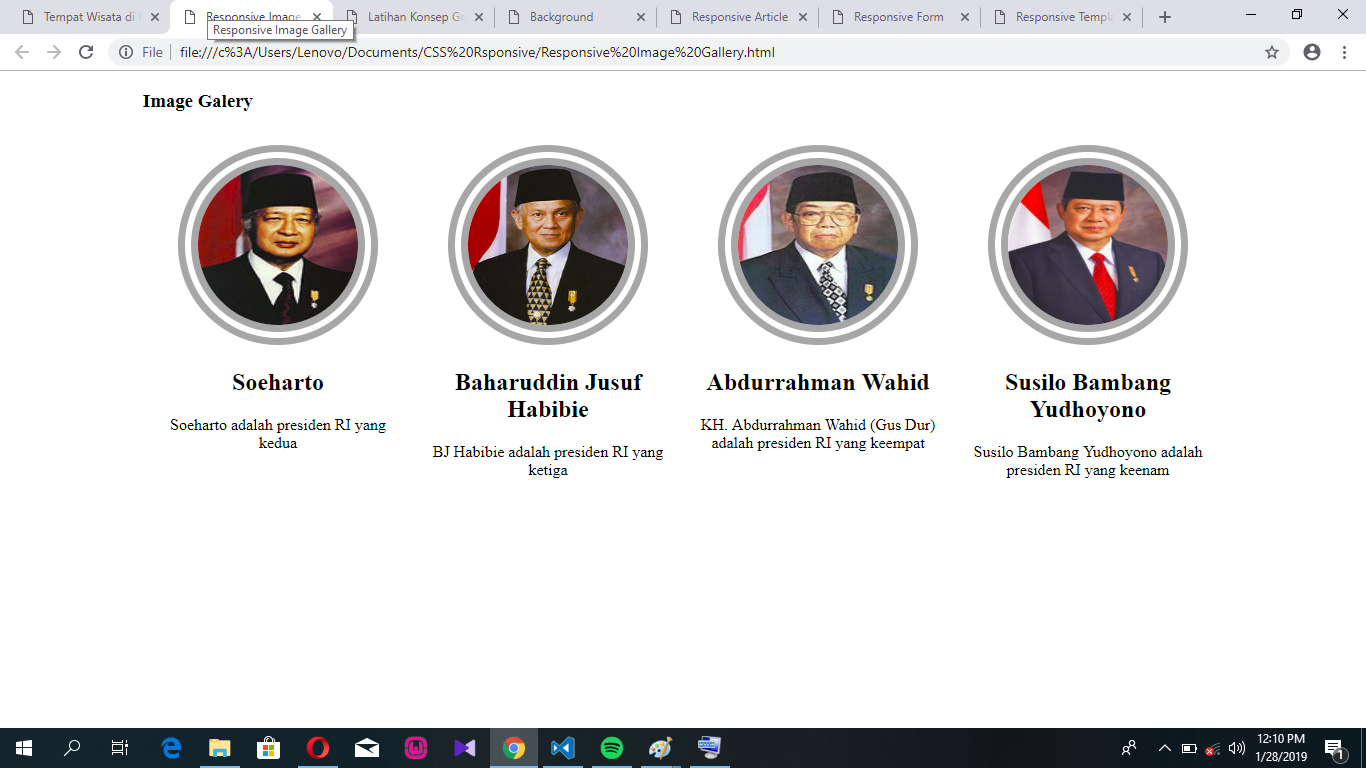 Tempat Wisata di
Responsive Image
Latihan Konsep Gr
Background
Responsive Article
Responsive Form
Responsive Templa
Responsive Image Gallery
File
file:///c%3A/Users/Lenovo/Documents/CSS%20Rsponsive/Responsive%20Image%20Gallery.html
Image Galery
Soeharto
Soeharto adalah presiden RI yang
kedua
Baharuddin Jusuf
Habibie
BJ Habibie adalah presiden RI yang
ketiga
Abdurrahman Wahid
KH. Abdurrahman Wahid (Gus Dur)
adalah presiden RI yang keempat
Susilo Bambang
Yudhoyono
Susilo Bambang Yudhoyono adalah
presiden RI yang keenam
12:10 PM
1/28/2019
1